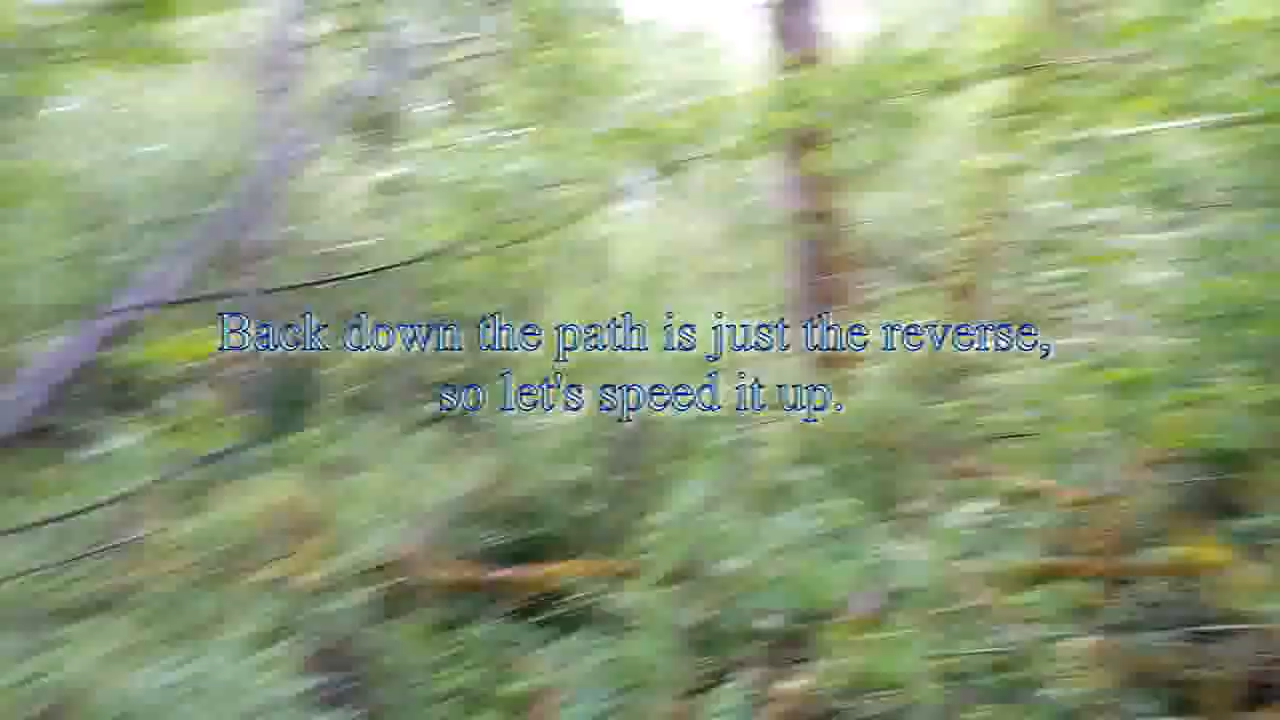 Back down the path is just the reverse,
so let's speed it up.